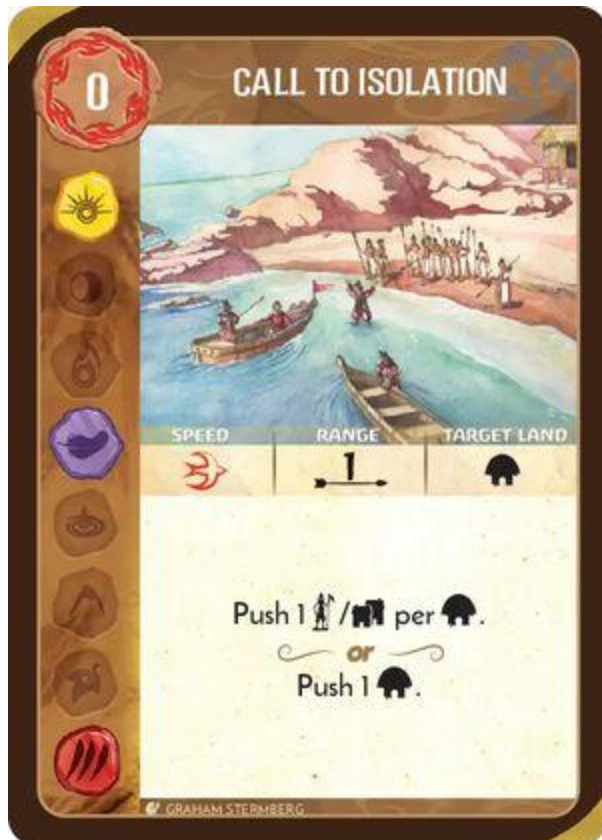 0
CALL TO ISOLATION
SPEED RANGE TARGET LAND
1
Push 1 / per .
or
Push 1 .
GRAHAM STERMBERG